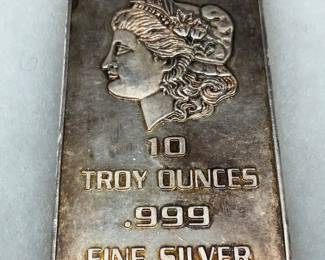 10
TROY OUNCES
.999
FINE SILVER